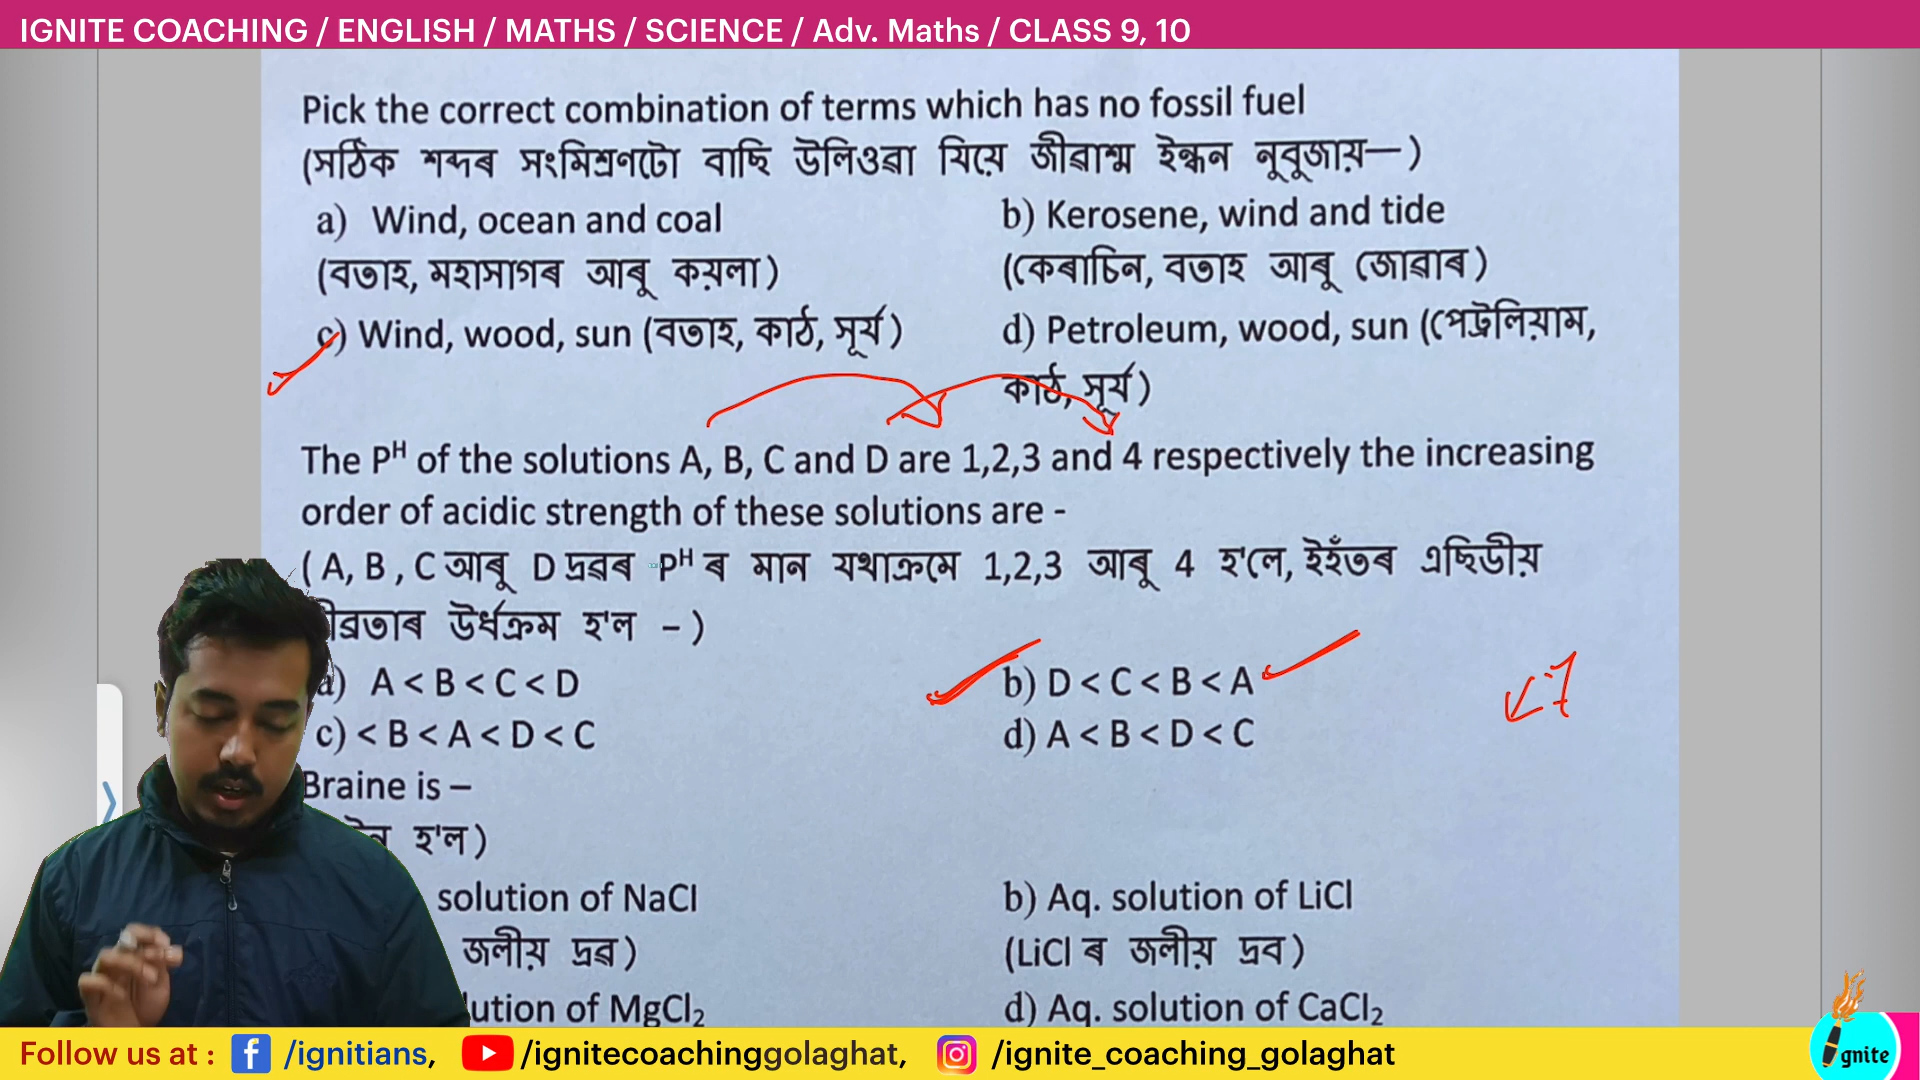 IGNITE COACHING / ENGLISH / MATHS / SCIENCE / Adv. Maths / CLASS 9, 10
Pick the correct combination of terms which has no fossil fuel
(সঠিক শব্দৰ সংমিশ্ৰণটো বাছি উলিওৱা যিয়ে জীৱাশ্ম ইন্ধন নুবুজায়—)
a) Wind, ocean and coal
b) Kerosene, wind and tide
(বতাহ, মহাসাগৰ আৰু কয়লা)
(কেৰাচিন, বতাহ আৰু জোৱাৰ)
c) Wind, wood, sun (বতাহ, কাঠ, সূৰ্য)
d) Petroleum, wood, sun (পেট্ৰলিয়াম,
কাঠ, সূৰ্য)
The Pᴴ of the solutions A, B, C and D are 1,2,3 and 4 respectively the increasing
order of acidic strength of these solutions are -
( A, B , C আৰু D দ্ৰৱৰ Pᴴ ৰ মান যথাক্ৰমে 1,2,3 আৰু 4 হ'লে, ইহঁতৰ এছিডীয়
উৰ্ধক্ৰম হ'ল – )
a) A < B < C < D
b) D < C < B < A
c) < B < A < D < C
d) A < B < D < C
Braine is –
হ'ল)
solution of NaCl
b) Aq. solution of LiCl
জলীয় দ্ৰৱ)
(LiCl ৰ জলীয় দ্ৰব)
lution of MgCl₂
d) Aq. solution of CaCl₂
Follow us at : f /ignitians, /ignitecoachinggolaghat, /ignite_coaching_golaghat
gnite